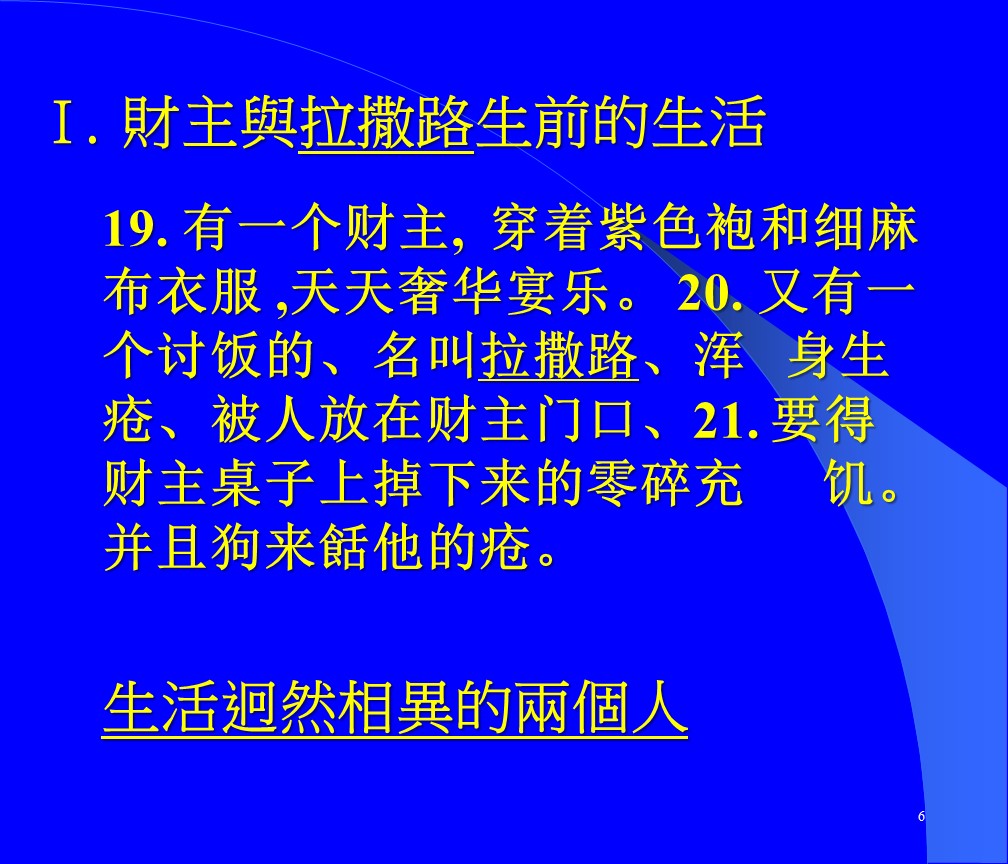 I. 財主與拉撒路生前的生活
19. 有一个财主, 穿着紫色袍和细麻
布衣服 ,天天奢华宴乐。 20. 又有一
个讨饭的、名叫拉撒路、浑 身生
疮、被人放在财主门口、21. 要得
财主桌子上掉下来的零碎充 饥。
并且狗来餂他的疮。
生活迥然相異的兩個人
6